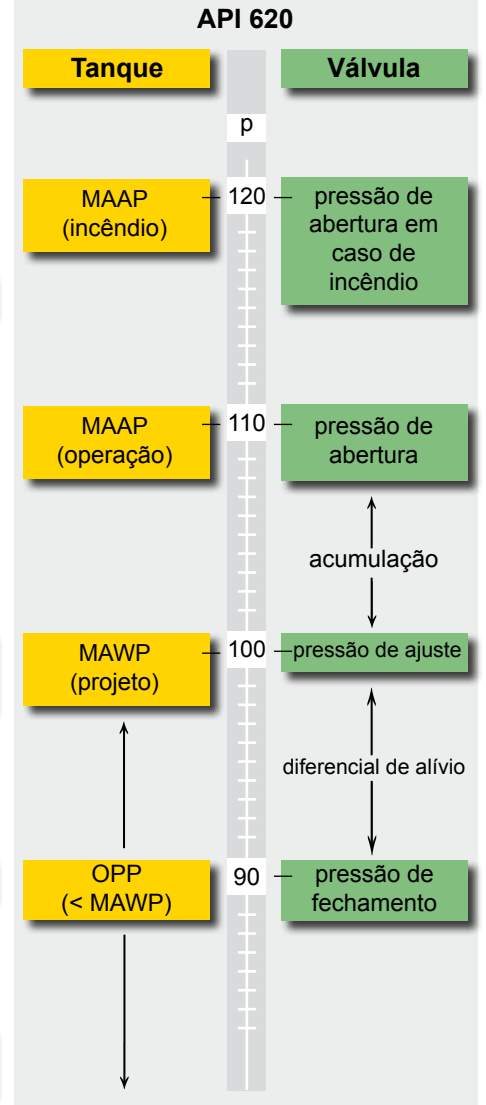 API 620
Tanque
Válvula
p
MAAP
(incêndio)
120
pressão de
abertura em
caso de
incêndio
MAAP
(operação)
110
pressão de
abertura
acumulação
MAWP
(projeto)
100
pressão de ajuste
diferencial de alívio
OPP
(< MAWP)
90
pressão de
fechamento